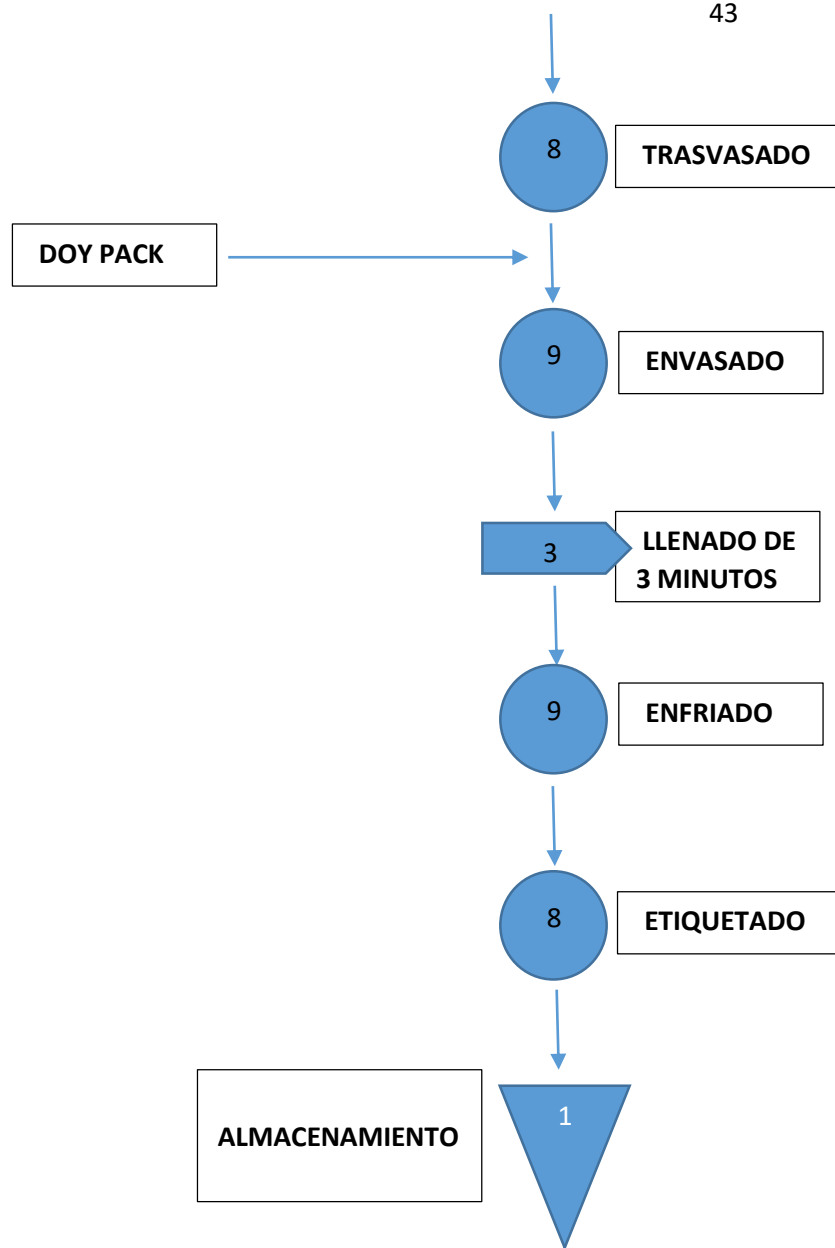 43
8
TRASVASADO
DOY PACK
9
ENVASADO
3
LLENADO DE
3 MINUTOS
9
ENFRIADO
8
ETIQUETADO
1
ALMACENAMIENTO